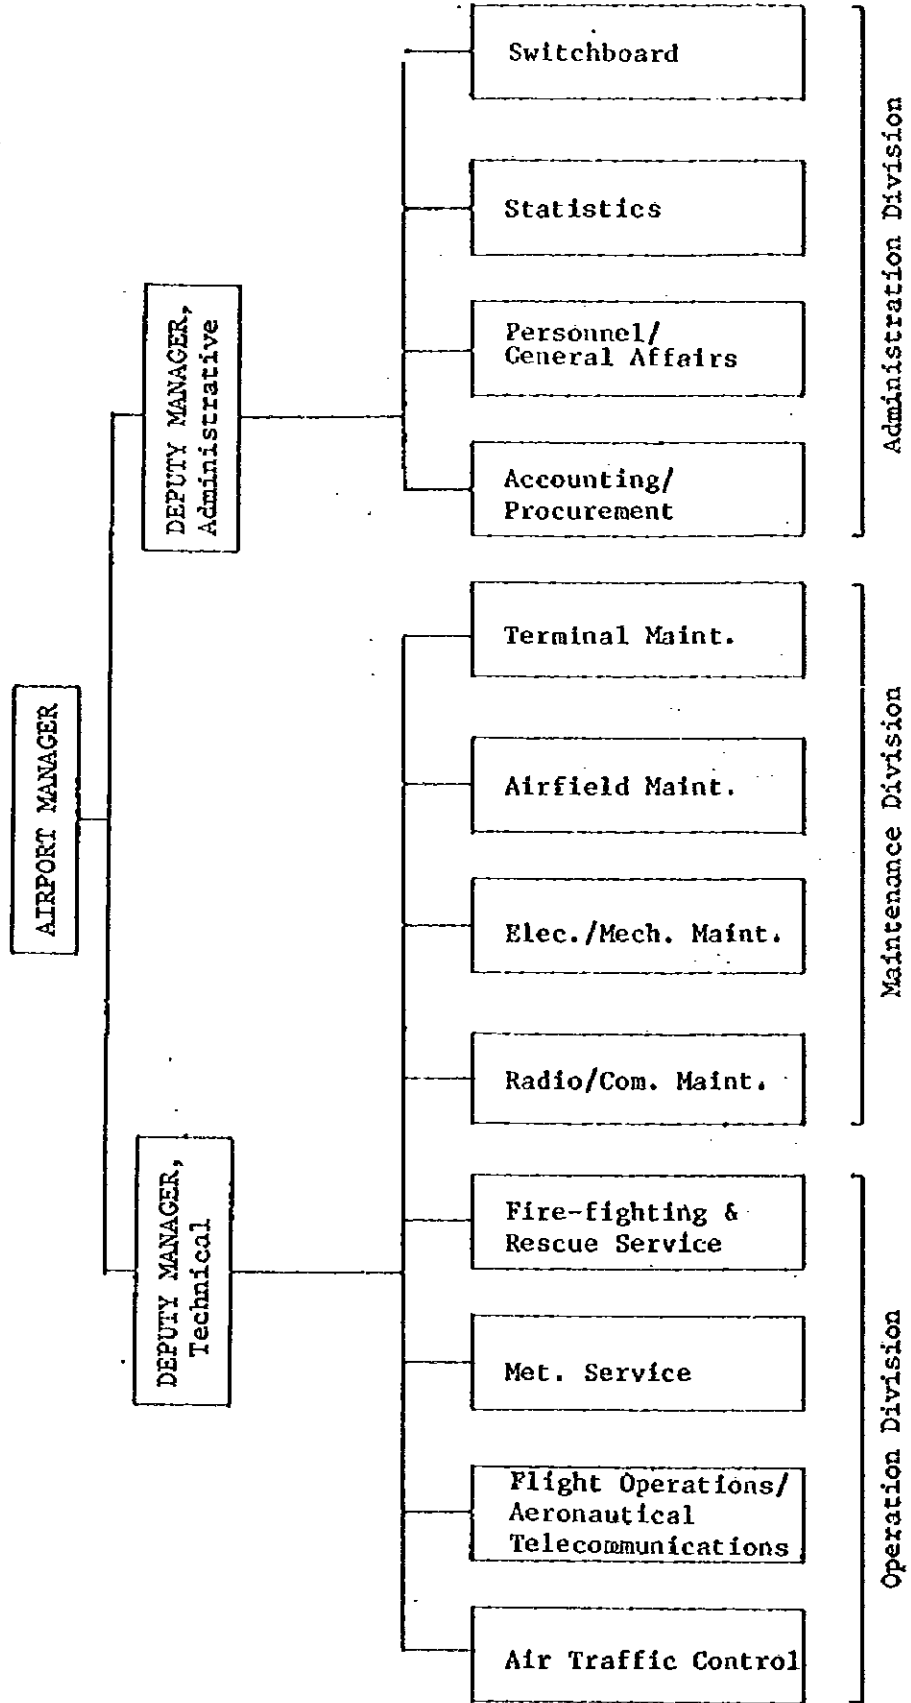 AIRPORT MANAGER
DEPUTY MANAGER,
Technical
DEPUTY MANAGER,
Administrative
Air Traffic Control
Flight Operations/
Aeronautical
Telecommunications
Met. Service
Fire-fighting &
Rescue Service
Radio/Com. Maint.
Elec./Mech. Maint.
Airfield Maint.
Terminal Maint.
Accounting/
Procurement
Personnel/
General Affairs
Statistics
Switchboard
Operation Division
Maintenance Division
Administration Division